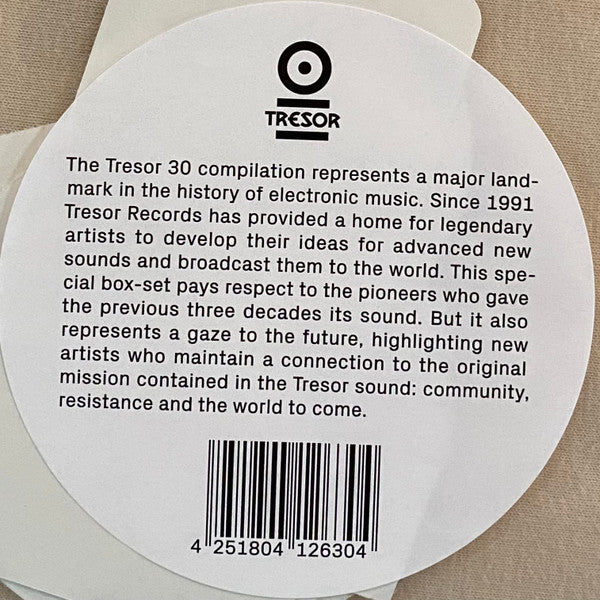 TRESOR
The Tresor 30 compilation represents a major land-
mark in the history of electronic music. Since 1991
Tresor Records has provided a home for legendary
artists to develop their ideas for advanced new
sounds and broadcast them to the world. This spe-
cial box-set pays respect to the pioneers who gave
the previous three decades its sound. But it also
represents a gaze to the future, highlighting new
artists who maintain a connection to the original
mission contained in the Tresor sound: community,
resistance and the world to come.
4 251804 126304